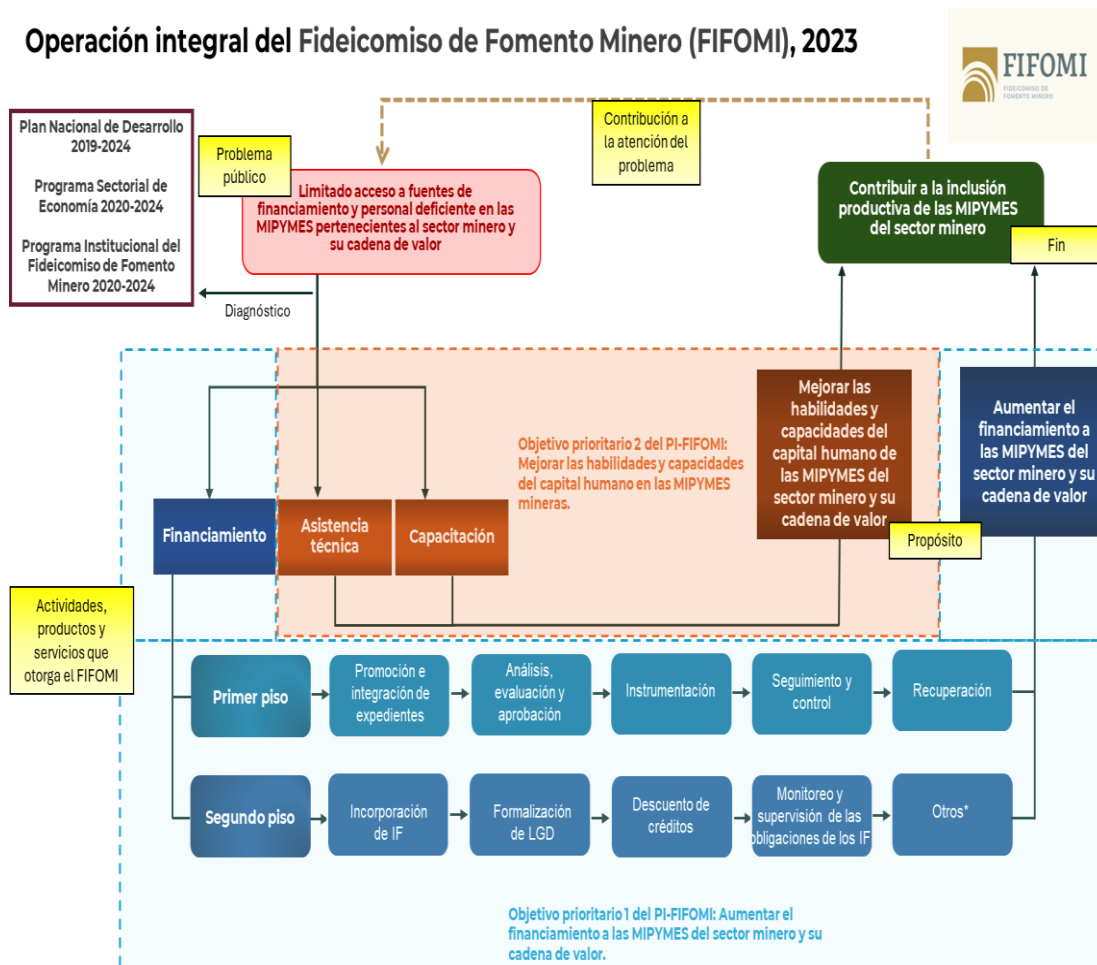 Operación integral del Fideicomiso de Fomento Minero (FIFOMI), 2023
FIFOMI
FIDEICOMISO DE
FOMENTO MINERO
Plan Nacional de Desarrollo
2019-2024
Programa Sectorial de
Economía 2020-2024
Programa Institucional del
Fideicomiso de Fomento
Minero 2020-2024
Problema
público
Limitado acceso a fuentes de
financiamiento y personal deficiente en las
MIPYMES pertenecientes al sector minero y
su cadena de valor
Contribución a
la atención del
problema
Contribuir a la inclusión
productiva de las MIPYMES
del sector minero
Fin
Diagnóstico
Financiamiento
Asistencia
técnica
Capacitación
Objetivo prioritario 2 del PI-FIFOMI:
Mejorar las habilidades y capacidades
del capital humano en las MIPYMES
mineras.
Mejorar las
habilidades y
capacidades del
capital humano de
las MIPYMES del
sector minero y su
cadena de valor
Propósito
Aumentar el
financiamiento a
las MIPYMES del
sector minero y su
cadena de valor
Actividades,
productos y
servicios que
otorga el FIFOMI
Primer piso
Promoción e
integración de
expedientes
Análisis,
evaluación y
aprobación
Instrumentación
Seguimiento y
control
Recuperación
Segundo piso
Incorporación
de IF
Formalización
de LGD
Descuento de
créditos
Monitoreo y
supervisión de las
obligaciones de los IF
Otros*
Objetivo prioritario 1 del PI-FIFOMI: Aumentar el
financiamiento a las MIPYMES del sector minero y su
cadena de valor.